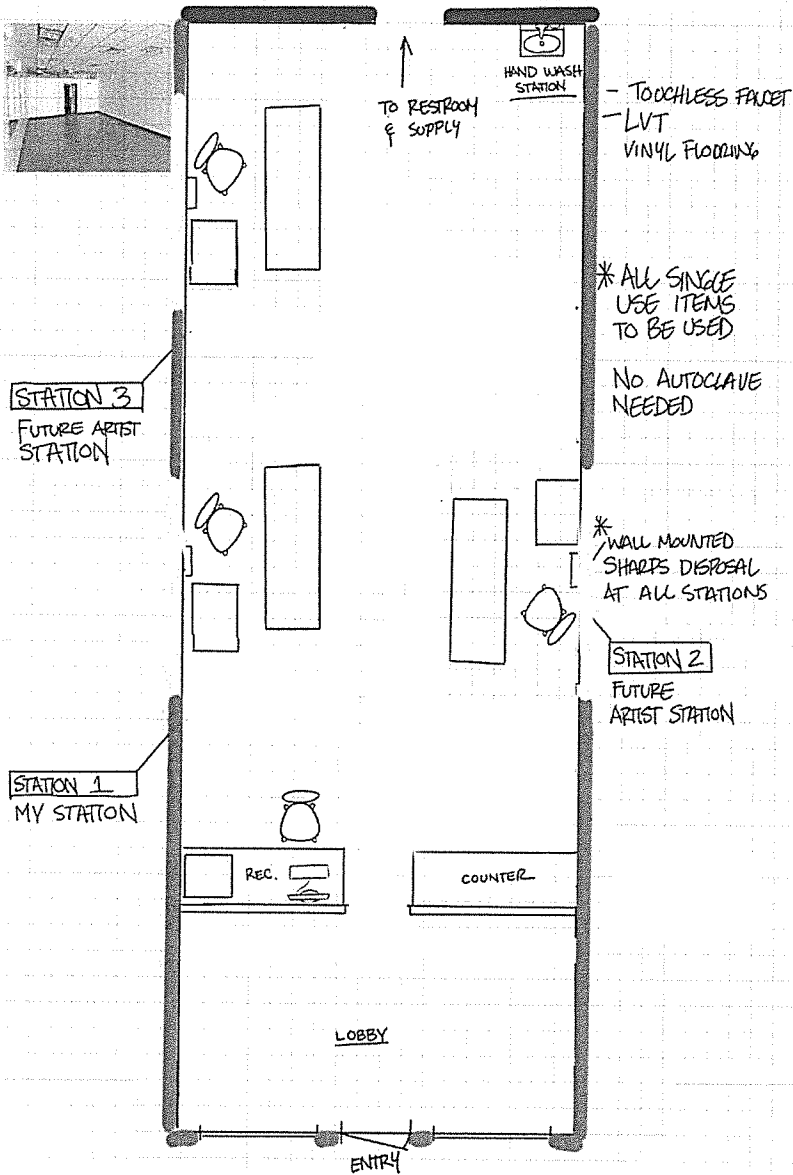 TO RESTROOM
& SUPPLY
HAND WASH
STATION
- TOUCHLESS FAUCET
- LVT
VINYL FLOORING
* ALL SINGLE
USE ITEMS
TO BE USED
NO AUTOCLAVE
NEEDED
STATION 3
FUTURE ARTIST
STATION
* WALL MOUNTED
SHARPS DISPOSAL
AT ALL STATIONS
STATION 2
FUTURE
ARTIST STATION
STATION 1
MY STATION
REC.
COUNTER
LOBBY
ENTRY